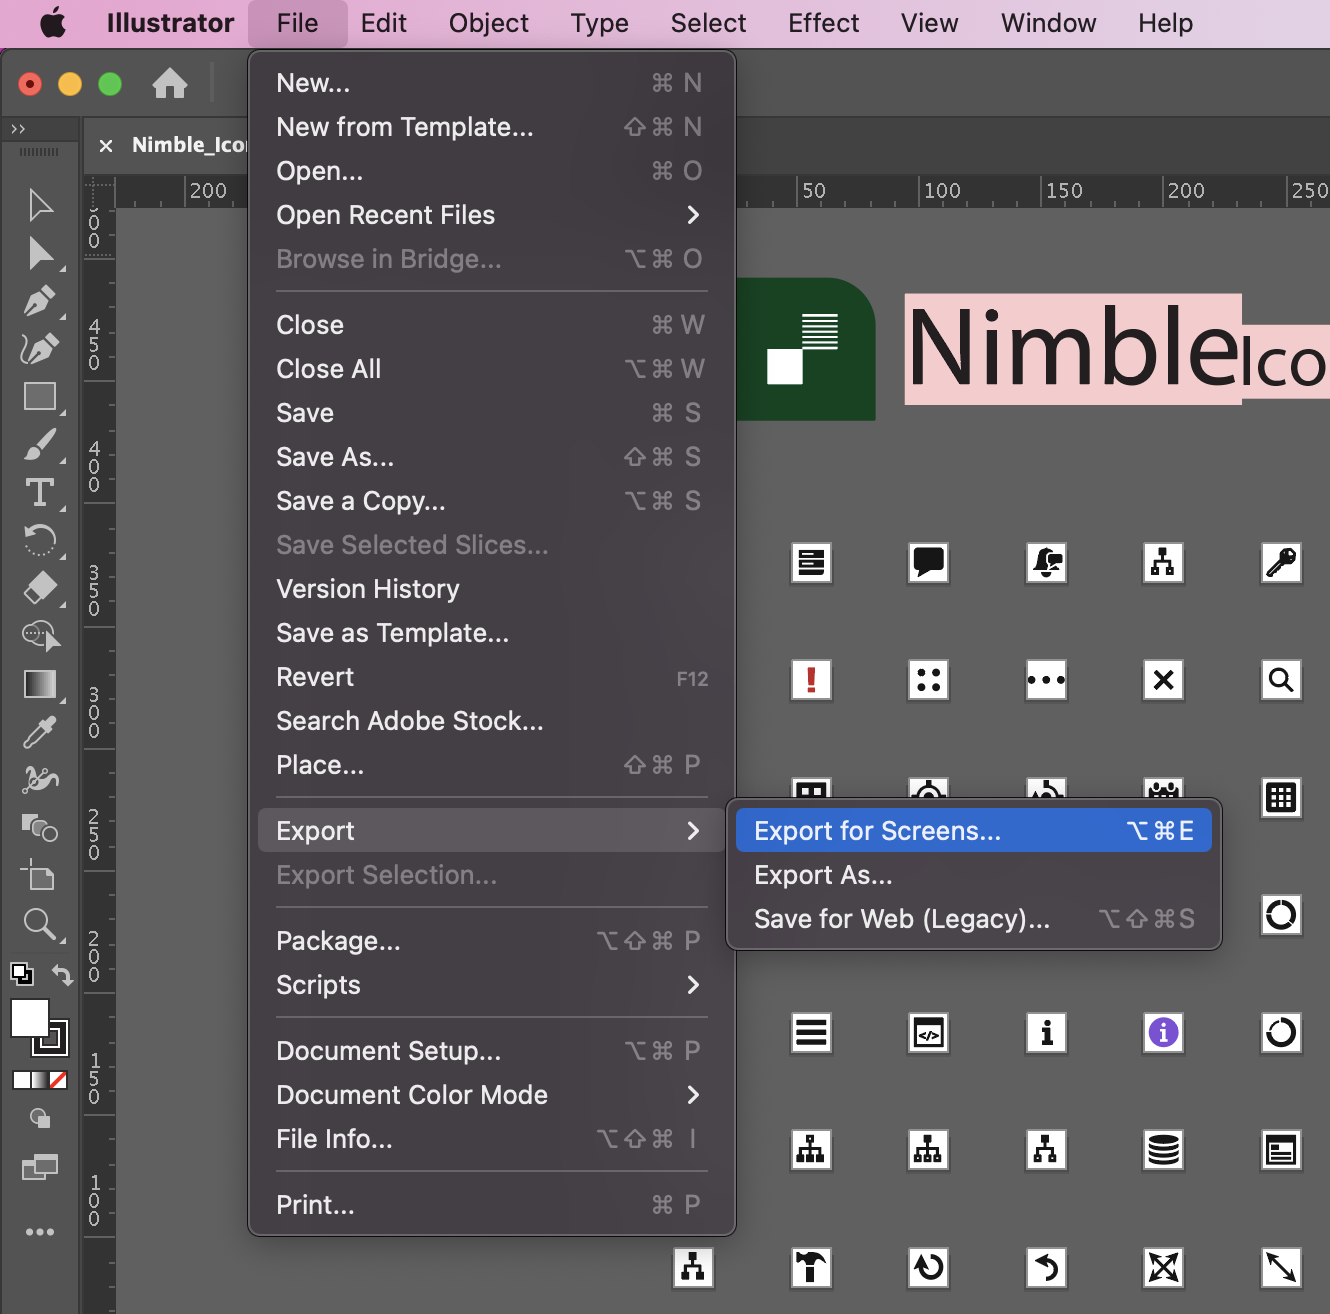 Illustrator File Edit Object Type Select Effect View Window Help
Nimble_Ico
200 50 100 150 200 250
New... ⌘ N
New from Template... ⇧⌘ N
Open... ⌘ O
Open Recent Files
Browse in Bridge... ⌥⌘ O
Close ⌘ W
Close All ⌥⌘ W
Save ⌘ S
Save As... ⇧⌘ S
Save a Copy... ⌥⌘ S
Save Selected Slices...
Version History
Save as Template...
Revert F12
Search Adobe Stock...
Place... ⇧⌘ P
Export
Export Selection...
Package... ⌥⇧⌘ P
Scripts
Document Setup... ⌥⌘ P
Document Color Mode
File Info... ⌥⇧⌘ I
Print... ⌘ P
Export for Screens... ⌥⌘E
Export As...
Save for Web (Legacy)... ⌥⇧⌘S
NimbleIco
450
400
350
300
250
200
150
100